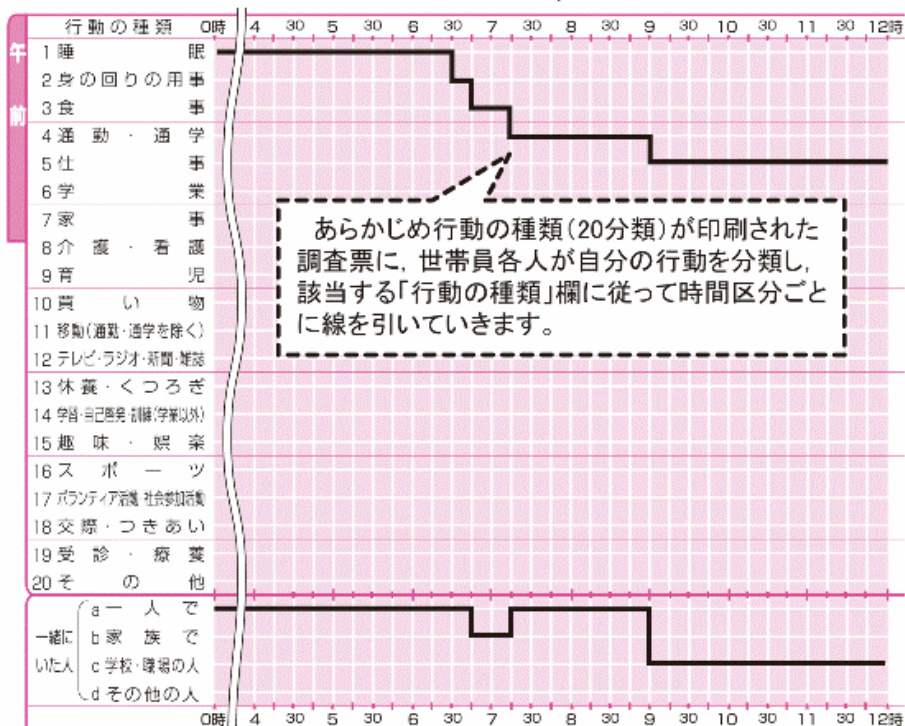 行動の種類 0時 4 30 5 30 6 30 7 30 8 30 9 30 10 30 11 30 12時
午前
1 睡眠
2 身の回りの用事
3 食事
4 通勤・通学
5 仕事
6 学業
7 家事
8 介護・看護
9 育児
10 買い物
11 移動(通勤・通学を除く)
12 テレビ・ラジオ・新聞・雑誌
13 休養・くつろぎ
14 学習・自己啓発・訓練(学業以外)
15 趣味・娯楽
16 スポーツ
17 ボランティア活動・社会参加活動
18 交際・つきあい
19 受診・療養
20 その他
あらかじめ行動の種類(20分類)が印刷された
調査票に,世帯員各人が自分の行動を分類し,
該当する「行動の種類」欄に従って時間区分ごと
に線を引いていきます。
一緒にいた人
a 一人で
b 家族で
c 学校・職場の人
d その他の人
0時 4 30 5 30 6 30 7 30 8 30 9 30 10 30 11 30 12時